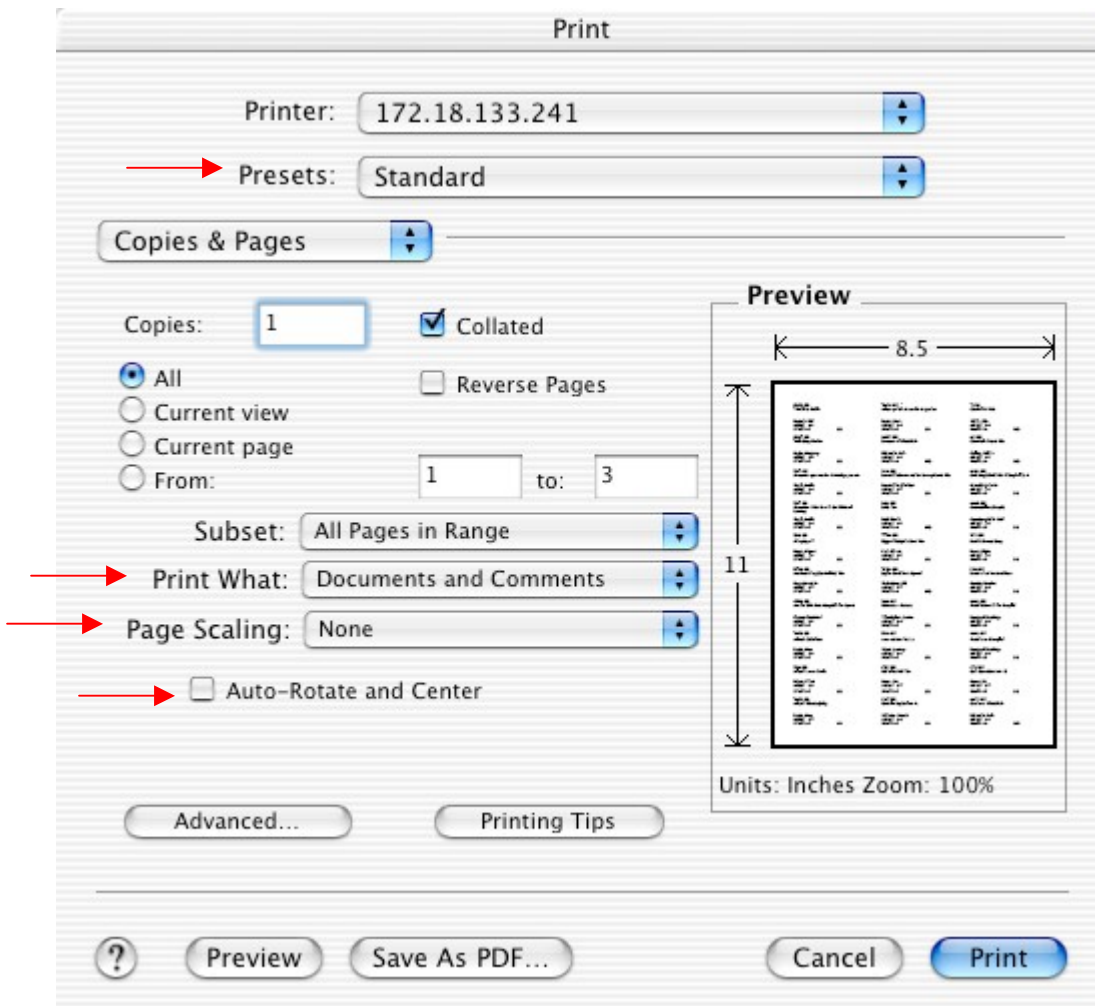 Print
Printer: 172.18.133.241
Presets: Standard
Copies & Pages
Copies: 1 Collated
All Reverse Pages
Current view
Current page
From: 1 to: 3
Subset: All Pages in Range
Print What: Documents and Comments
Page Scaling: None
Auto-Rotate and Center
Advanced... Printing Tips
Preview
8.5
11
Units: Inches Zoom: 100%
? Preview Save As PDF... Cancel Print